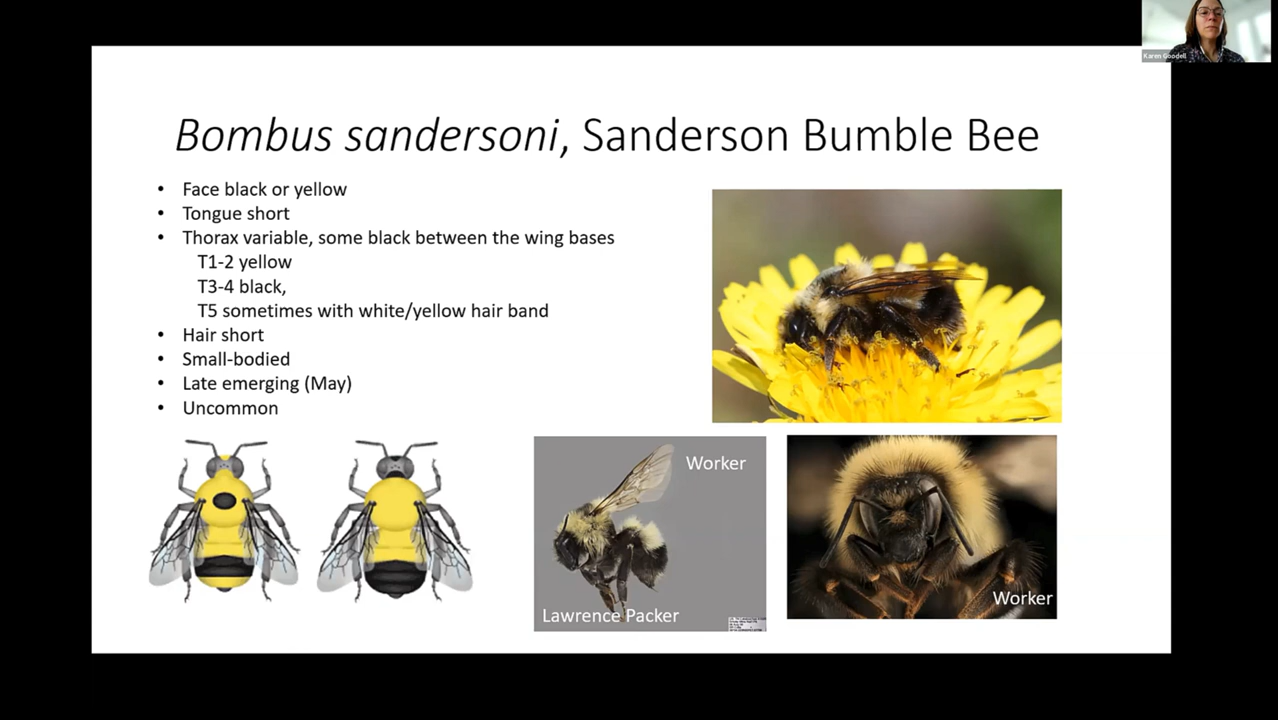 Karen Goodell
Bombus sandersoni, Sanderson Bumble Bee
• Face black or yellow
• Tongue short
• Thorax variable, some black between the wing bases
T1-2 yellow
T3-4 black,
T5 sometimes with white/yellow hair band
• Hair short
• Small-bodied
• Late emerging (May)
• Uncommon
Worker
Lawrence Packer
Worker